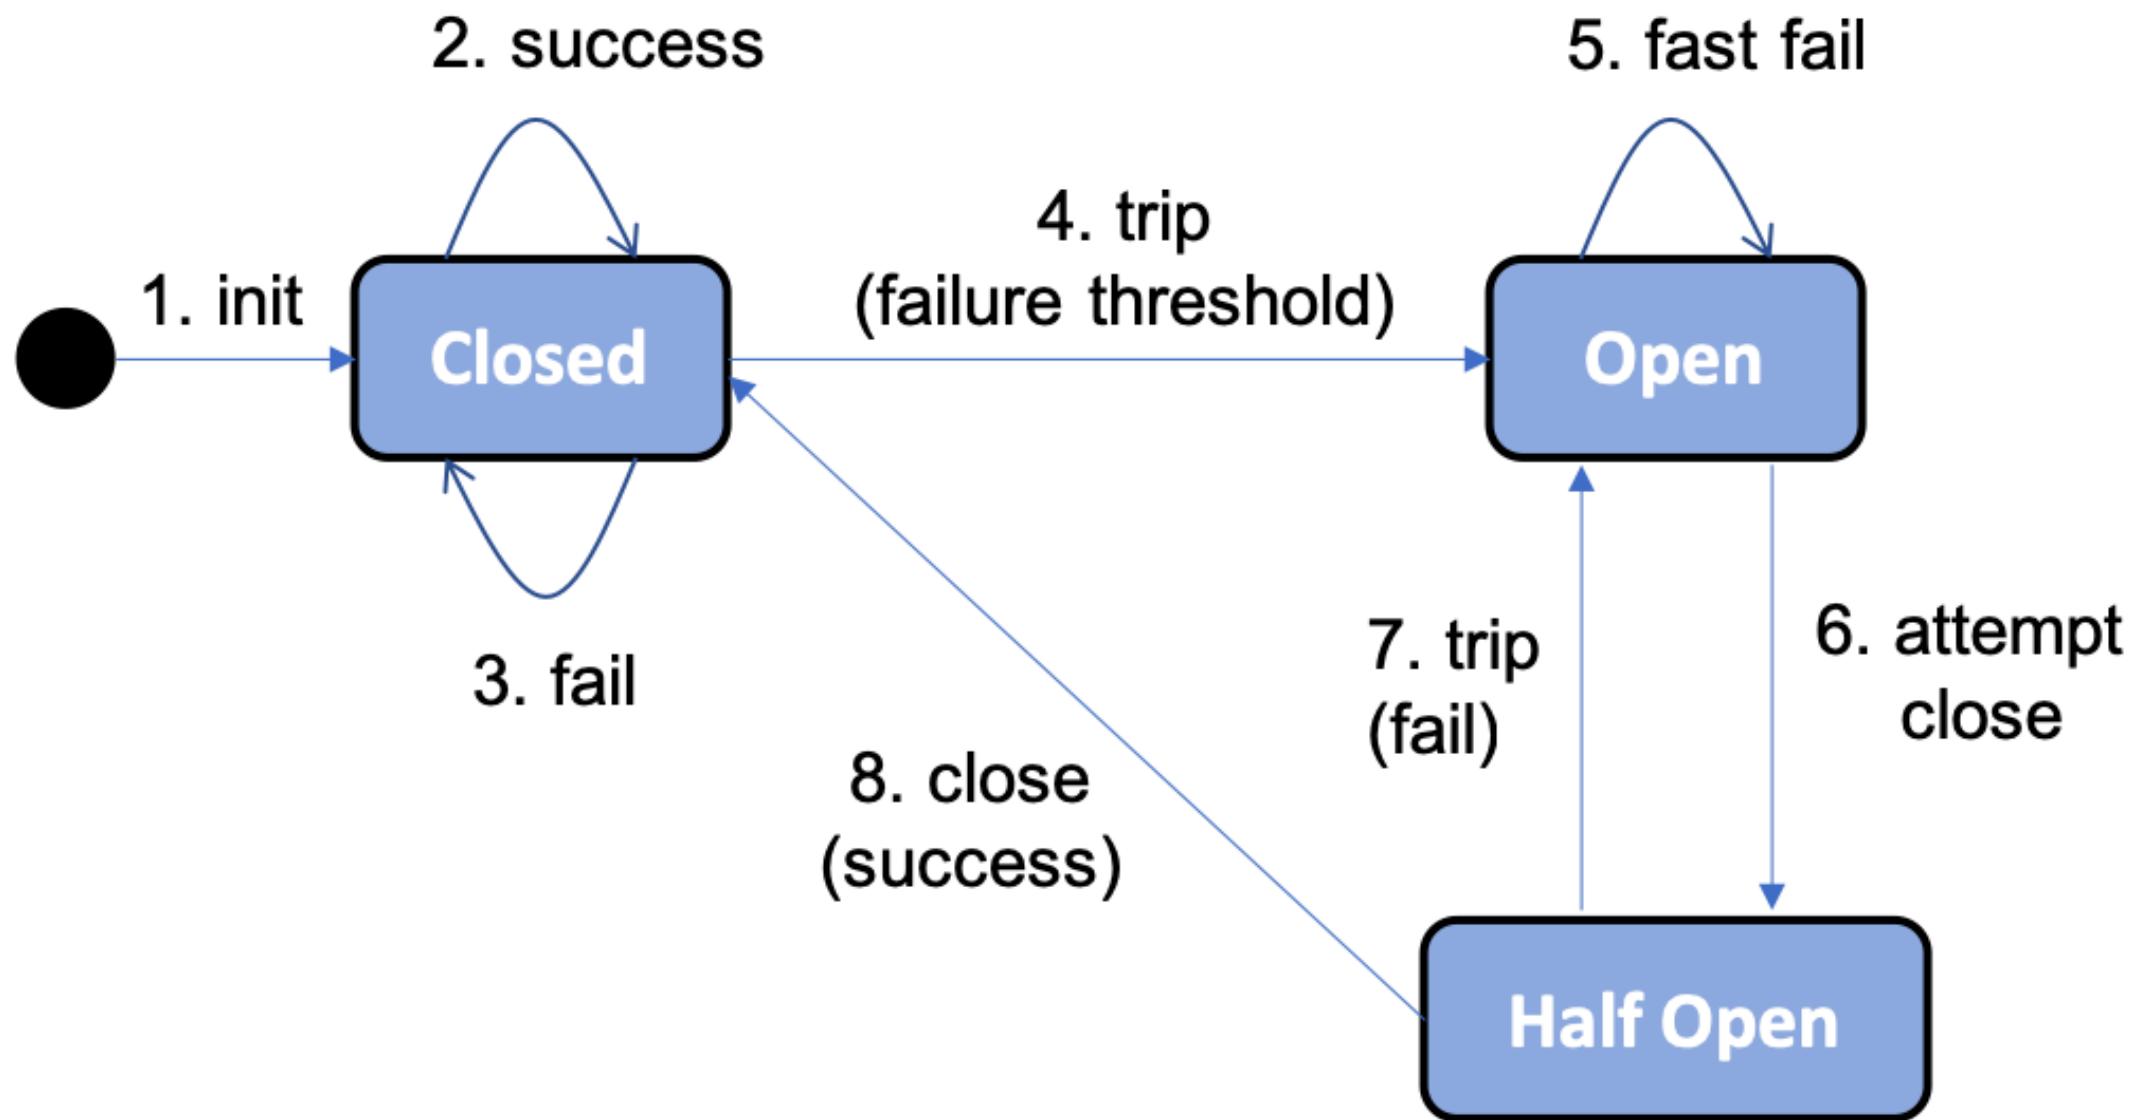 2. success
5. fast fail
4. trip
(failure threshold)
1. init
Closed
Open
3. fail
7. trip
(fail)
6. attempt
close
8. close
(success)
Half Open